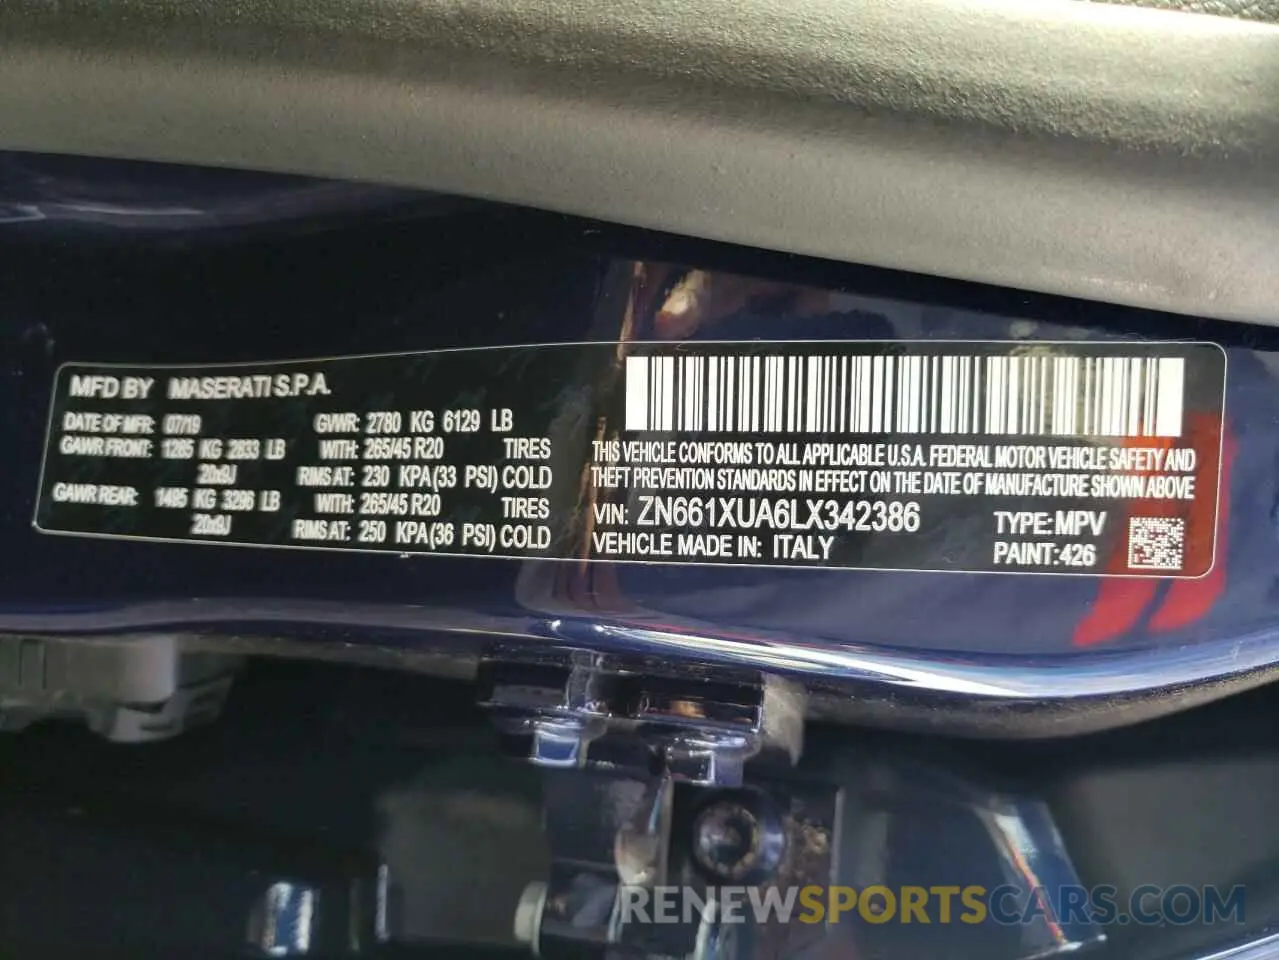 MFD BY MASERATI S.P.A.
DATE OF MFR: 07/19 GVWR: 2780 KG 6129 LB
GAWR FRONT: 1285 KG 2833 LB WITH: 265/45 R20 TIRES
20x9J RIMS AT: 230 KPA(33 PSI) COLD
GAWR REAR: 1495 KG 3296 LB WITH: 265/45 R20 TIRES
20x9J RIMS AT: 250 KPA(36 PSI) COLD
THIS VEHICLE CONFORMS TO ALL APPLICABLE U.S.A. FEDERAL MOTOR VEHICLE SAFETY AND
THEFT PREVENTION STANDARDS IN EFFECT ON THE DATE OF MANUFACTURE SHOWN ABOVE
VIN: ZN661XUA6LX342386 TYPE: MPV
VEHICLE MADE IN: ITALY PAINT:426
RENEWSPORTSCARS.COM